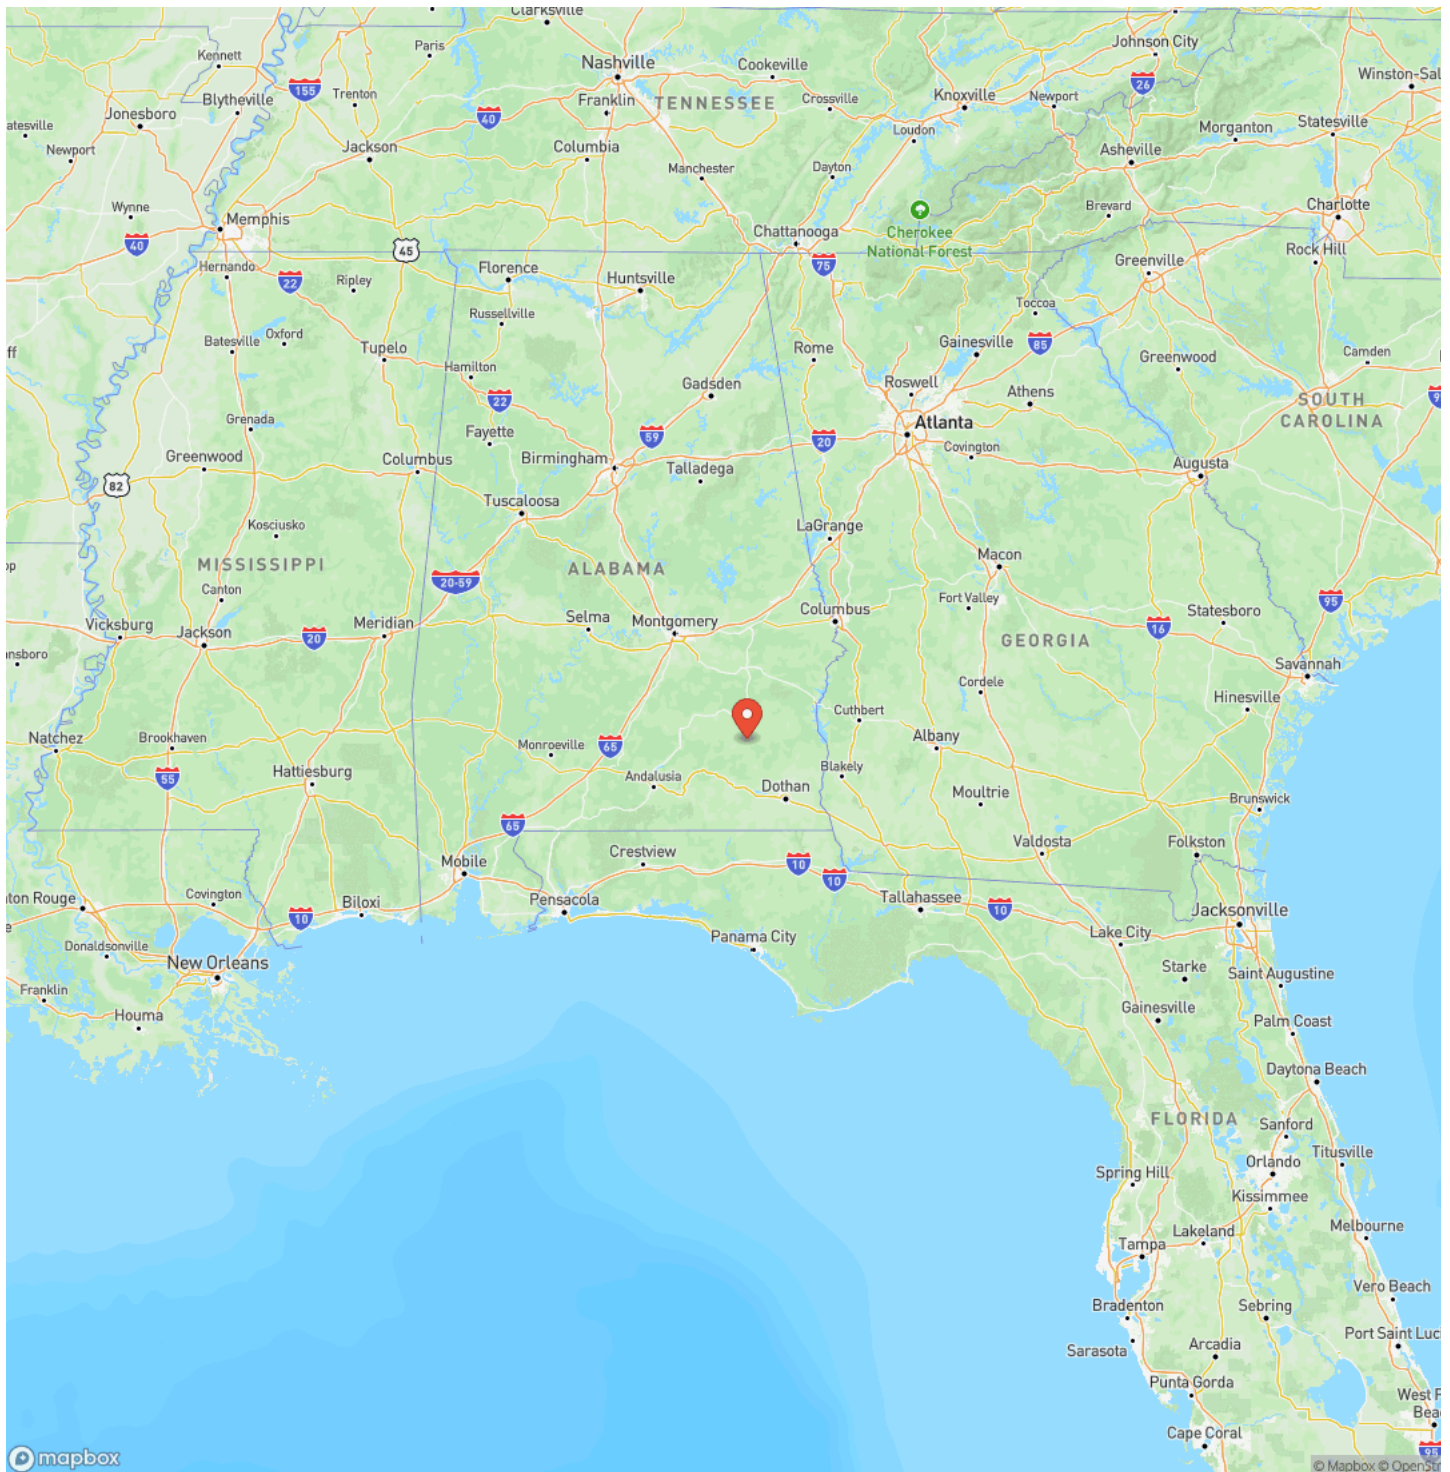 Clarksville
Paris
Johnson City
Kennett
Nashville
Cookeville
155
26
Winston-Sal
Blytheville
Trenton
Franklin
TENNESSEE
Crossville
Knoxville
Newport
Jonesboro
40
Statesville
atesville
Loudon
Morganton
Newport
Jackson
Columbia
Asheville
Manchester
Dayton
Wynne
Memphis
Brevard
Charlotte
40
45
Chattanooga
Cherokee
National Forest
Rock Hill
Hernando
Florence
75
Greenville
22
Ripley
Huntsville
Toccoa
Russellville
Batesville
Oxford
Tupelo
Rome
Gainesville
85
Greenwood
Camden
ff
Hamilton
Gadsden
Roswell
Athens
22
SOUTH
CAROLINA
9
Grenada
Fayette
59
20
Atlanta
Covington
Greenwood
Columbus
Birmingham
Talladega
Augusta
82
Tuscaloosa
Kosciusko
LaGrange
MISSISSIPPI
ALABAMA
Macon
op
20-59
Canton
Fort Valley
95
Vicksburg
Jackson
20
Meridian
Selma
Montgomery
Columbus
16
Statesboro
GEORGIA
nsboro
Savannah
Cordele
Hinesville
Natchez
Brookhaven
Monroeville
65
Cuthbert
Albany
55
Hattiesburg
Andalusia
Blakely
Dothan
Moultrie
Brunswick
65
Valdosta
Folkston
Mobile
Crestview
10
10
ton Rouge
Covington
10
Biloxi
Pensacola
Tallahassee
10
Jacksonville
e
Donaldsonville
Panama City
Lake City
New Orleans
Starke
Saint Augustine
Franklin
Houma
Gainesville
Palm Coast
Daytona Beach
FLORIDA
Sanford
Titusville
Spring Hill
Orlando
Kissimmee
Lakeland
Melbourne
Tampa
Vero Beach
Bradenton
Sebring
Sarasota
Arcadia
Port Saint Luc
Punta Gorda
West P
Bea
Cape Coral
95
mapbox
© Mapbox © OpenStr